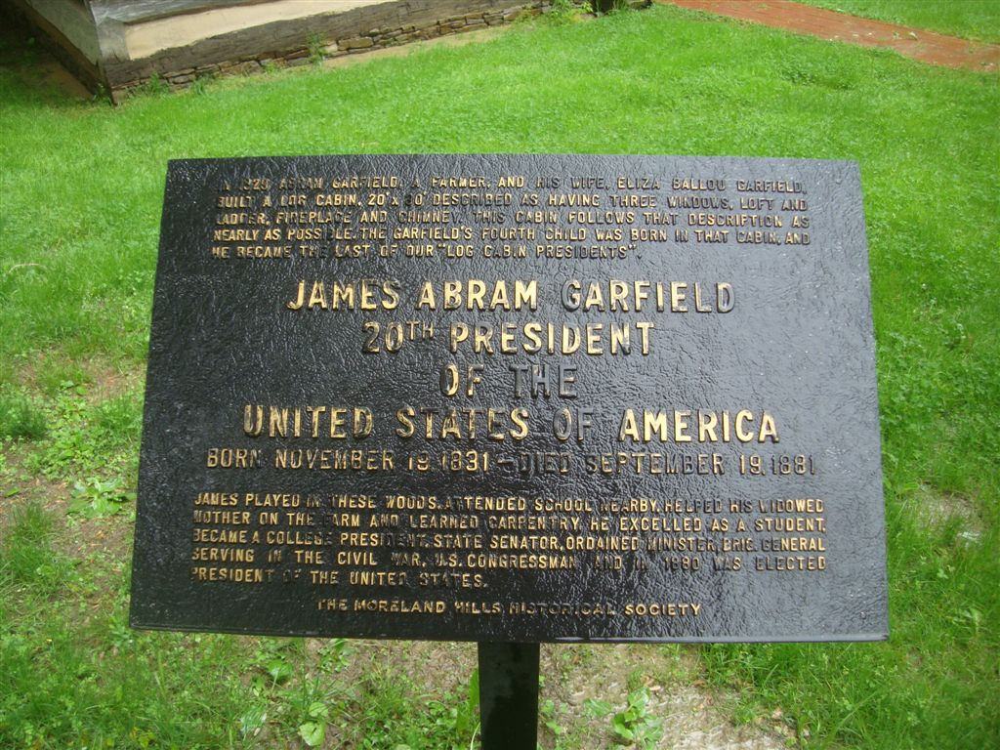 IN 1829 ABRAM GARFIELD, A FARMER, AND HIS WIFE, ELIZA BALLOU GARFIELD,
BUILT A LOG CABIN, 20' X 30' DESCRIBED AS HAVING THREE WINDOWS, LOFT AND
LADDER, FIREPLACE AND CHIMNEY. THIS CABIN FOLLOWS THAT DESCRIPTION AS
NEARLY AS POSSIBLE. THE GARFIELD'S FOURTH CHILD WAS BORN IN THAT CABIN, AND
HE BECAME THE LAST OF OUR "LOG CABIN PRESIDENTS".
JAMES ABRAM GARFIELD
20TH PRESIDENT
OF THE
UNITED STATES OF AMERICA
BORN NOVEMBER 19, 1831 - DIED SEPTEMBER 19, 1881
JAMES PLAYED IN THESE WOODS, ATTENDED SCHOOL NEARBY, HELPED HIS WIDOWED
MOTHER ON THE FARM AND LEARNED CARPENTRY. HE EXCELLED AS A STUDENT,
BECAME A COLLEGE PRESIDENT, STATE SENATOR, ORDAINED MINISTER, BRIG. GENERAL
SERVING IN THE CIVIL WAR, U.S. CONGRESSMAN AND IN 1880 WAS ELECTED
PRESIDENT OF THE UNITED STATES.
THE MORELAND HILLS HISTORICAL SOCIETY